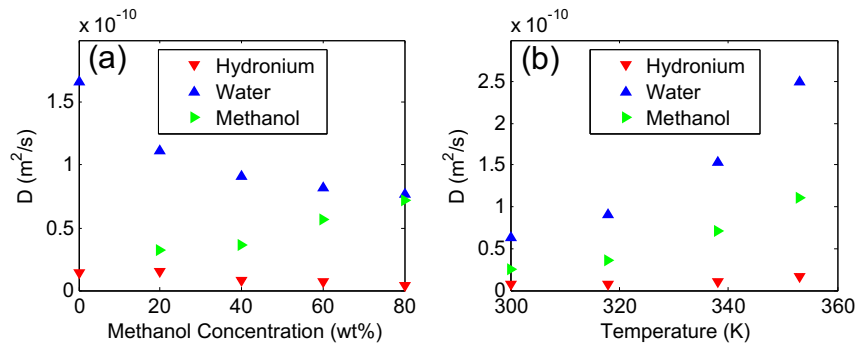 x 10⁻¹⁰
(a)
Hydronium
Water
Methanol
1.5
1
0.5
0
D (m²/s)
0 20 40 60 80
Methanol Concentration (wt%)
x 10⁻¹⁰
(b)
Hydronium
Water
Methanol
2.5
2
1.5
1
0.5
0
D (m²/s)
300 320 340 360
Temperature (K)